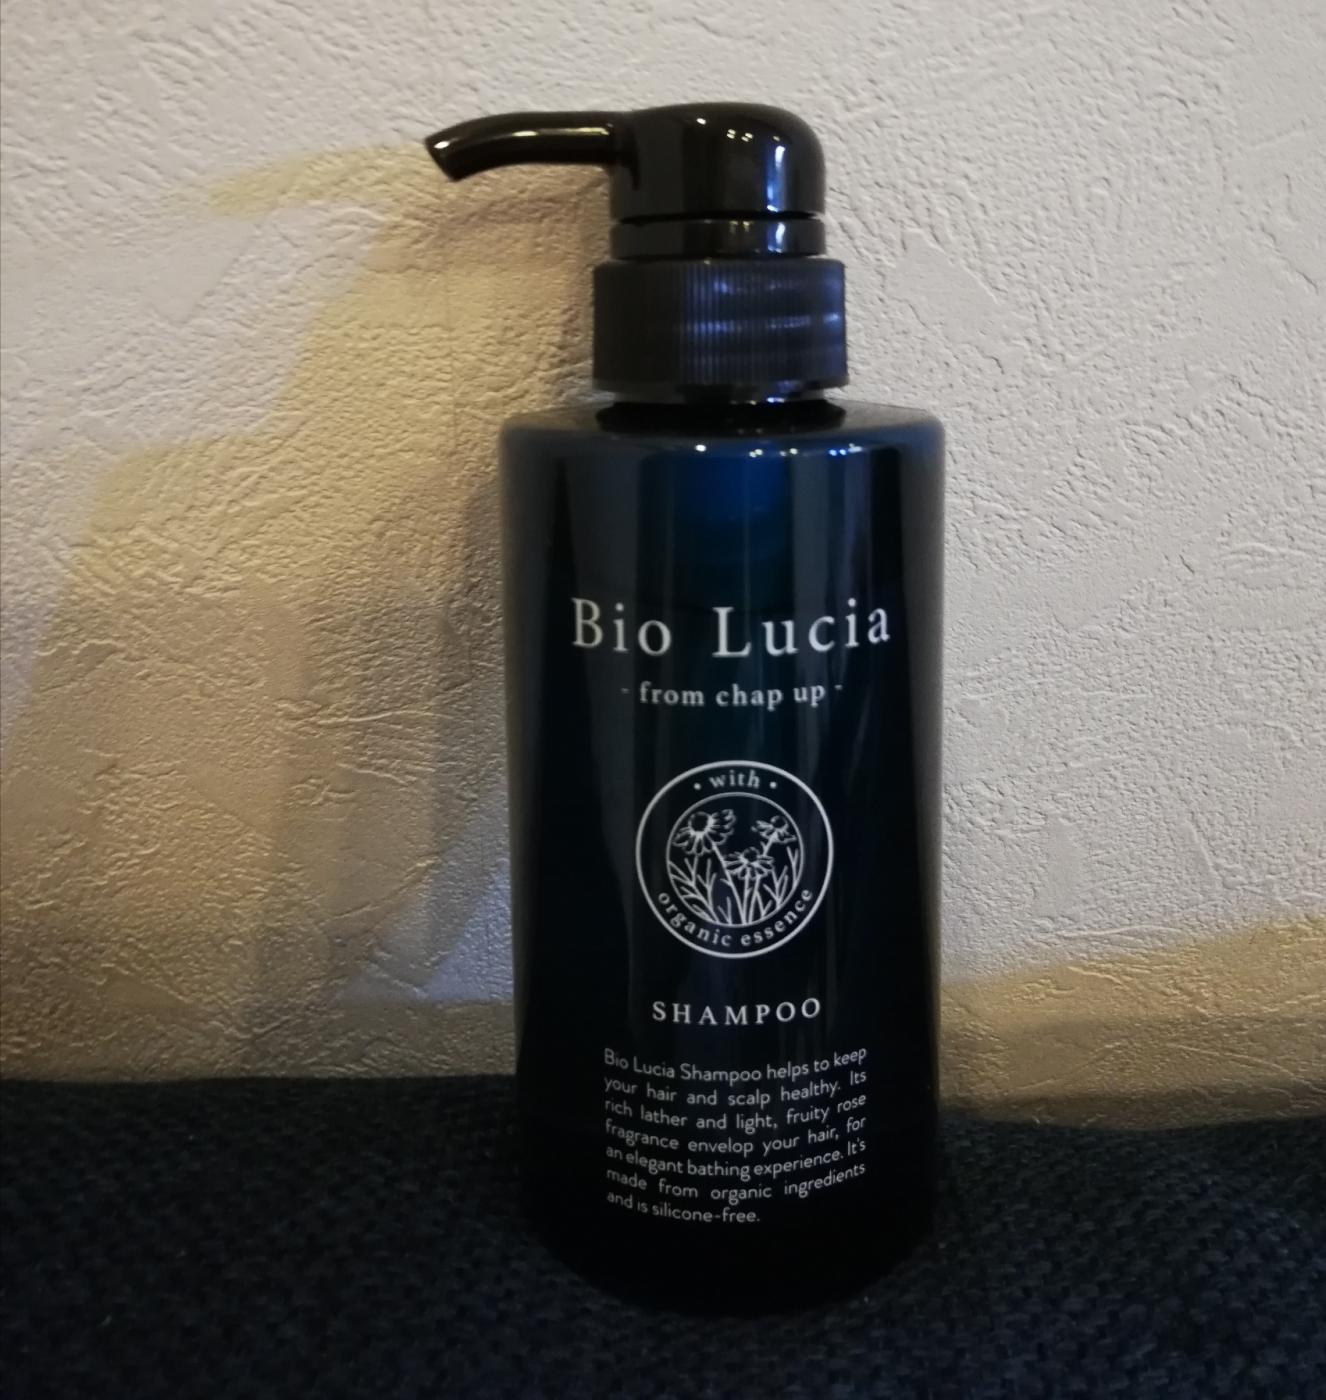 Bio Lucia
- from chap up -
• with •
organic essence
SHAMPOO
Bio Lucia Shampoo helps to keep
your hair and scalp healthy. Its
rich lather and light, fruity rose
fragrance envelop your hair, for
an elegant bathing experience. It's
made from organic ingredients
and is silicone-free.